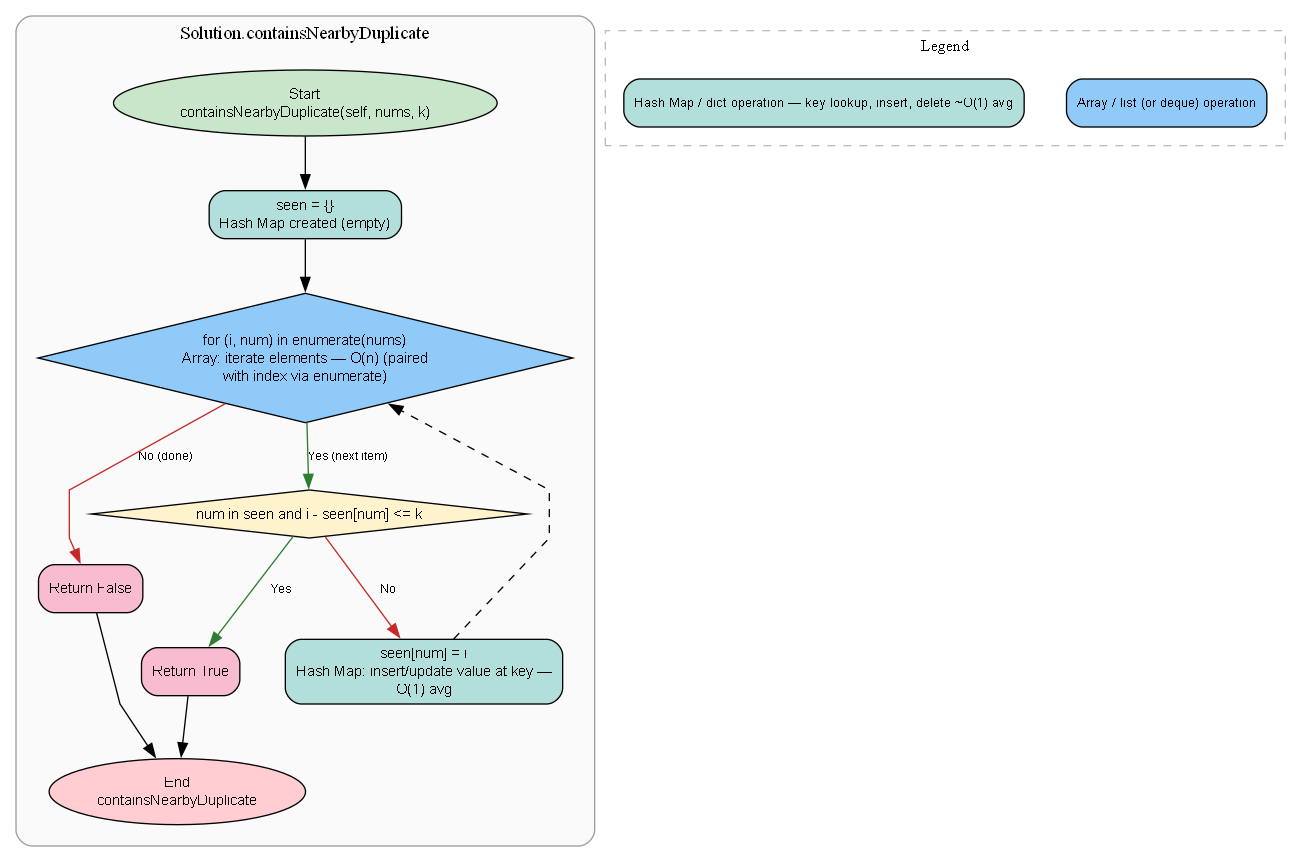 Solution.containsNearbyDuplicate
Start
containsNearbyDuplicate(self, nums, k)
seen = {}
Hash Map created (empty)
for (i, num) in enumerate(nums)
Array: iterate elements — O(n) (paired
with index via enumerate)
No (done)
Yes (next item)
num in seen and i - seen[num] <= k
Return False
Yes
No
Return True
seen[num] = i
Hash Map: insert/update value at key —
O(1) avg
End
containsNearbyDuplicate
Legend
Hash Map / dict operation — key lookup, insert, delete ~O(1) avg
Array / list (or deque) operation